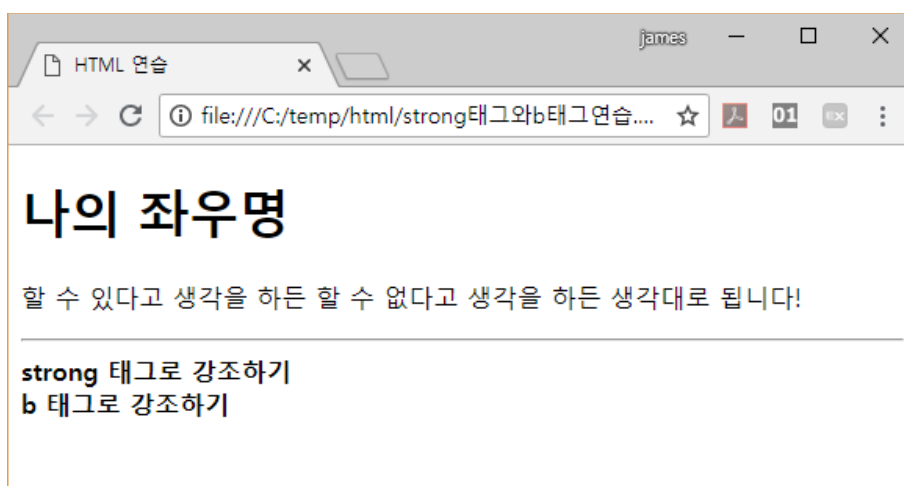 james
HTML 연습
file:///C:/temp/html/strong태그와b태그연습....
01
EX
나의 좌우명
할 수 있다고 생각을 하든 할 수 없다고 생각을 하든 생각대로 됩니다!
strong 태그로 강조하기
b 태그로 강조하기